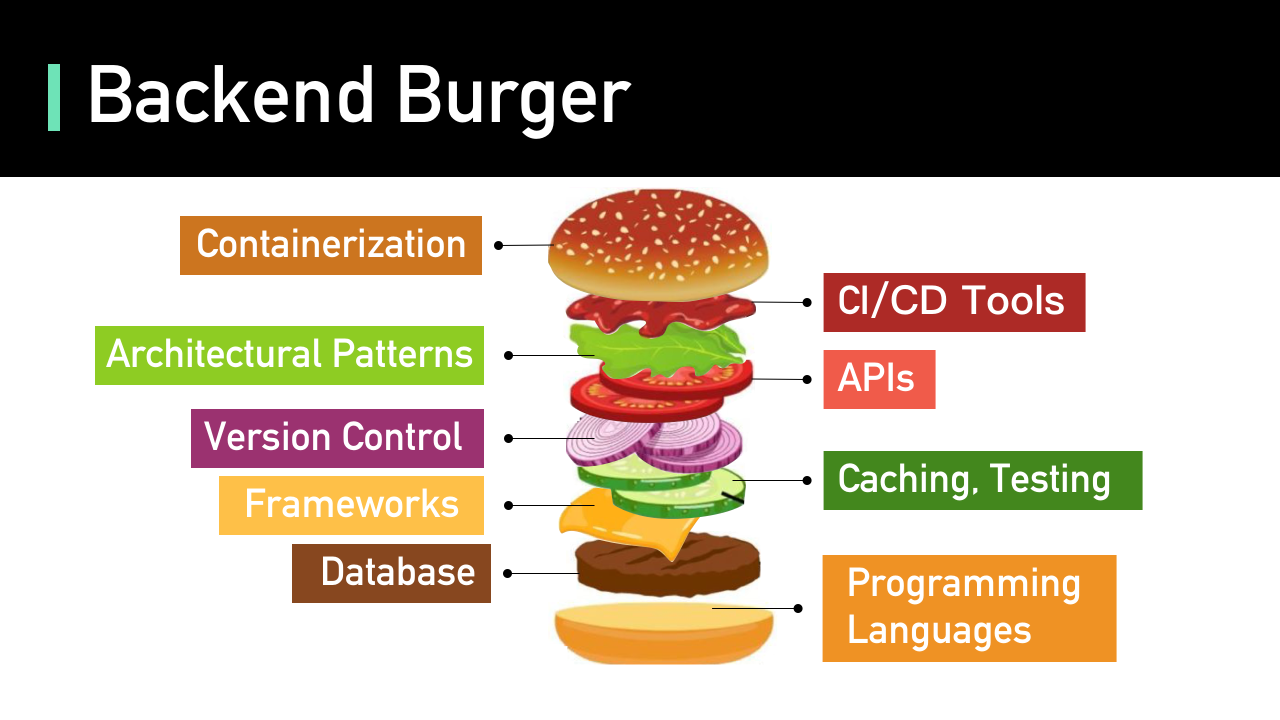 Backend Burger
Containerization
CI/CD Tools
Architectural Patterns
APIs
Version Control
Caching, Testing
Frameworks
Database
Programming
Languages